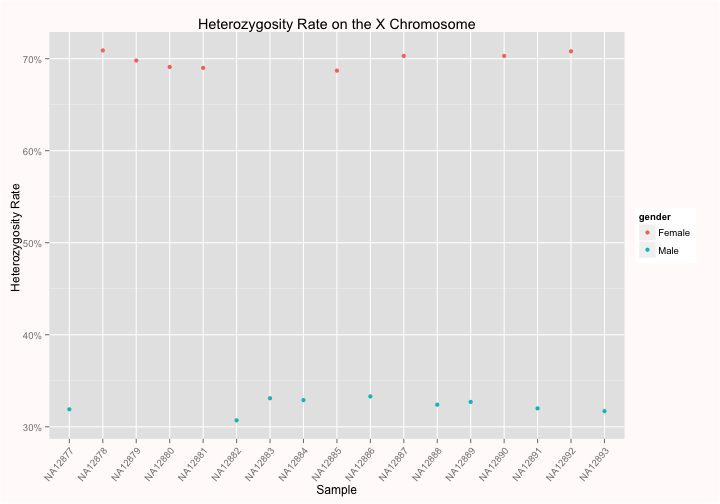 Heterozygosity Rate on the X Chromosome
Heterozygosity Rate
70%
60%
50%
40%
30%
NA12877
NA12878
NA12879
NA12880
NA12881
NA12882
NA12883
NA12884
NA12885
NA12886
NA12887
NA12888
NA12889
NA12890
NA12891
NA12892
NA12893
Sample
gender
Female
Male